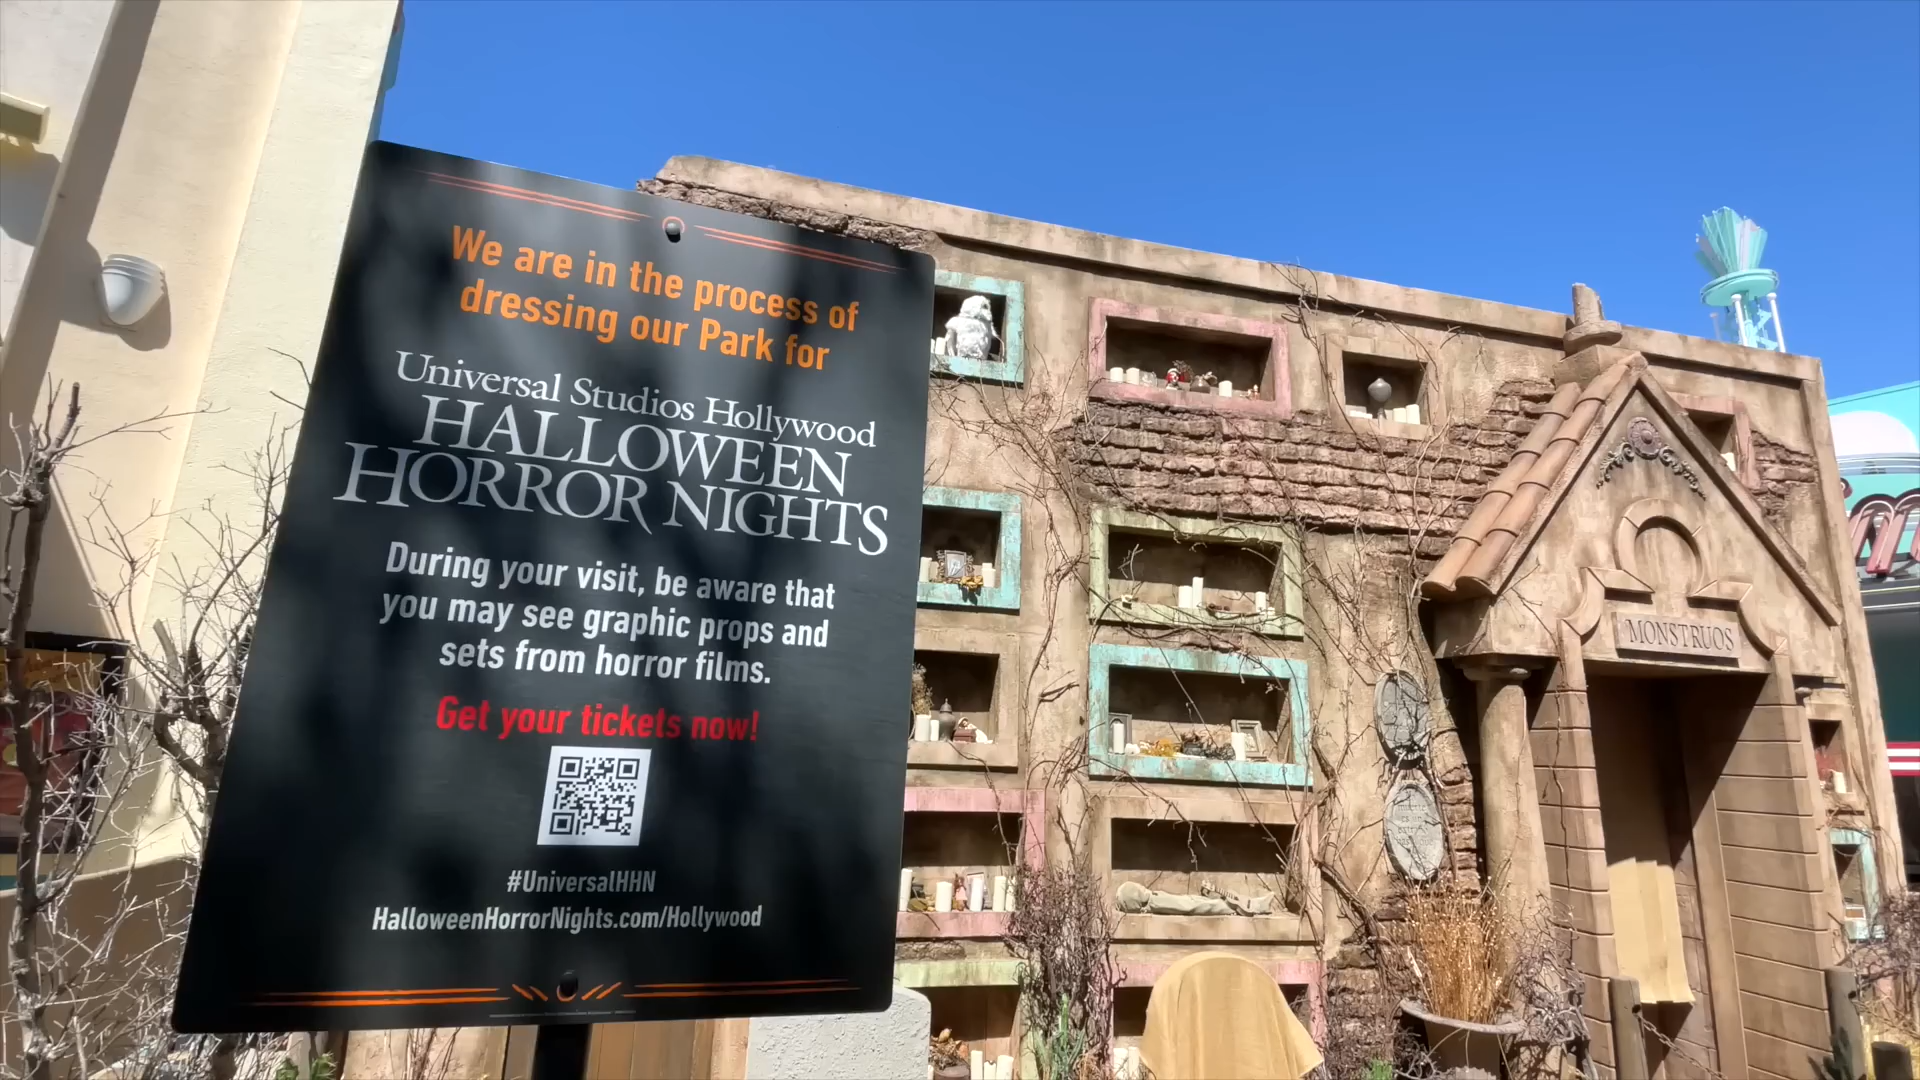 We are in the process of
dressing our Park for
Universal Studios Hollywood
HALLOWEEN
HORROR NIGHTS
During your visit, be aware that
you may see graphic props and
sets from horror films.
Get your tickets now!
#UniversalHHN
HalloweenHorrorNights.com/Hollywood
MONSTRUOS